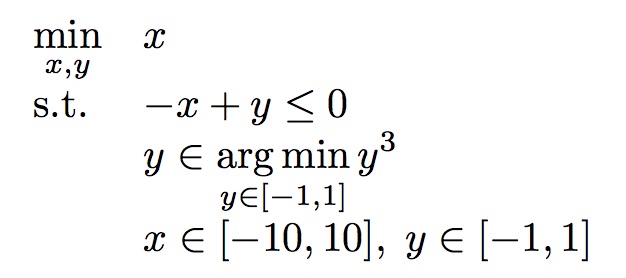 min x
x,y
s.t. −x + y ≤ 0
y ∈ arg min y³
y∈[−1,1]
x ∈ [−10, 10], y ∈ [−1, 1]